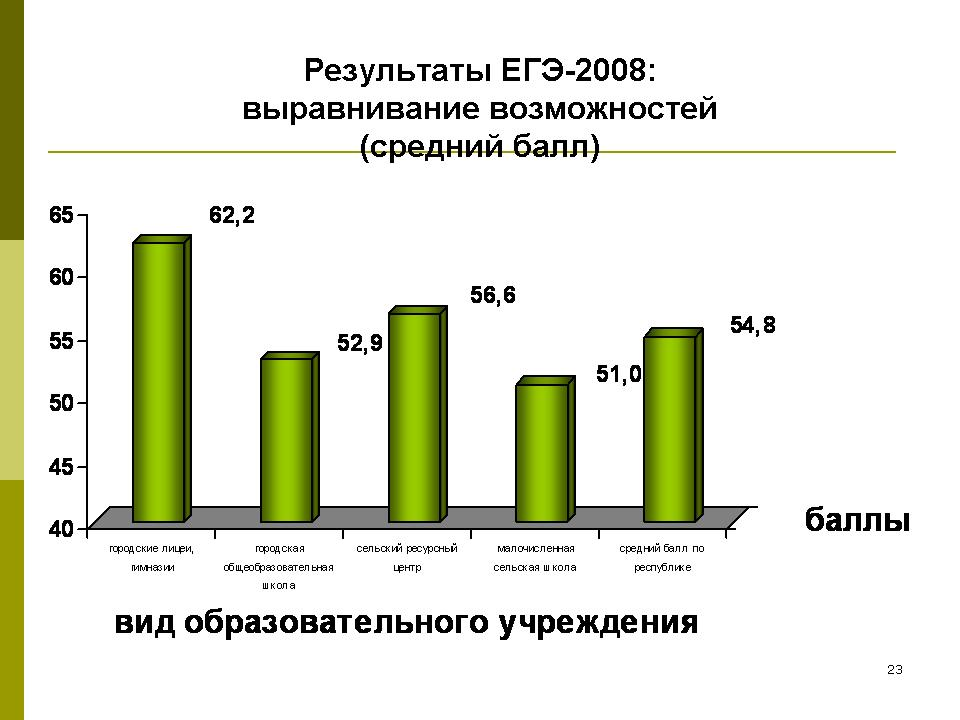 Результаты ЕГЭ-2008:
выравнивание возможностей
(средний балл)
65
60
55
50
45
40
62,2
52,9
56,6
51,0
54,8
городские лицеи,
гимназии
городская
общеобразовательная
школа
сельский ресурсный
центр
малочисленная
сельская школа
средний балл по
республике
баллы
вид образовательного учреждения
23